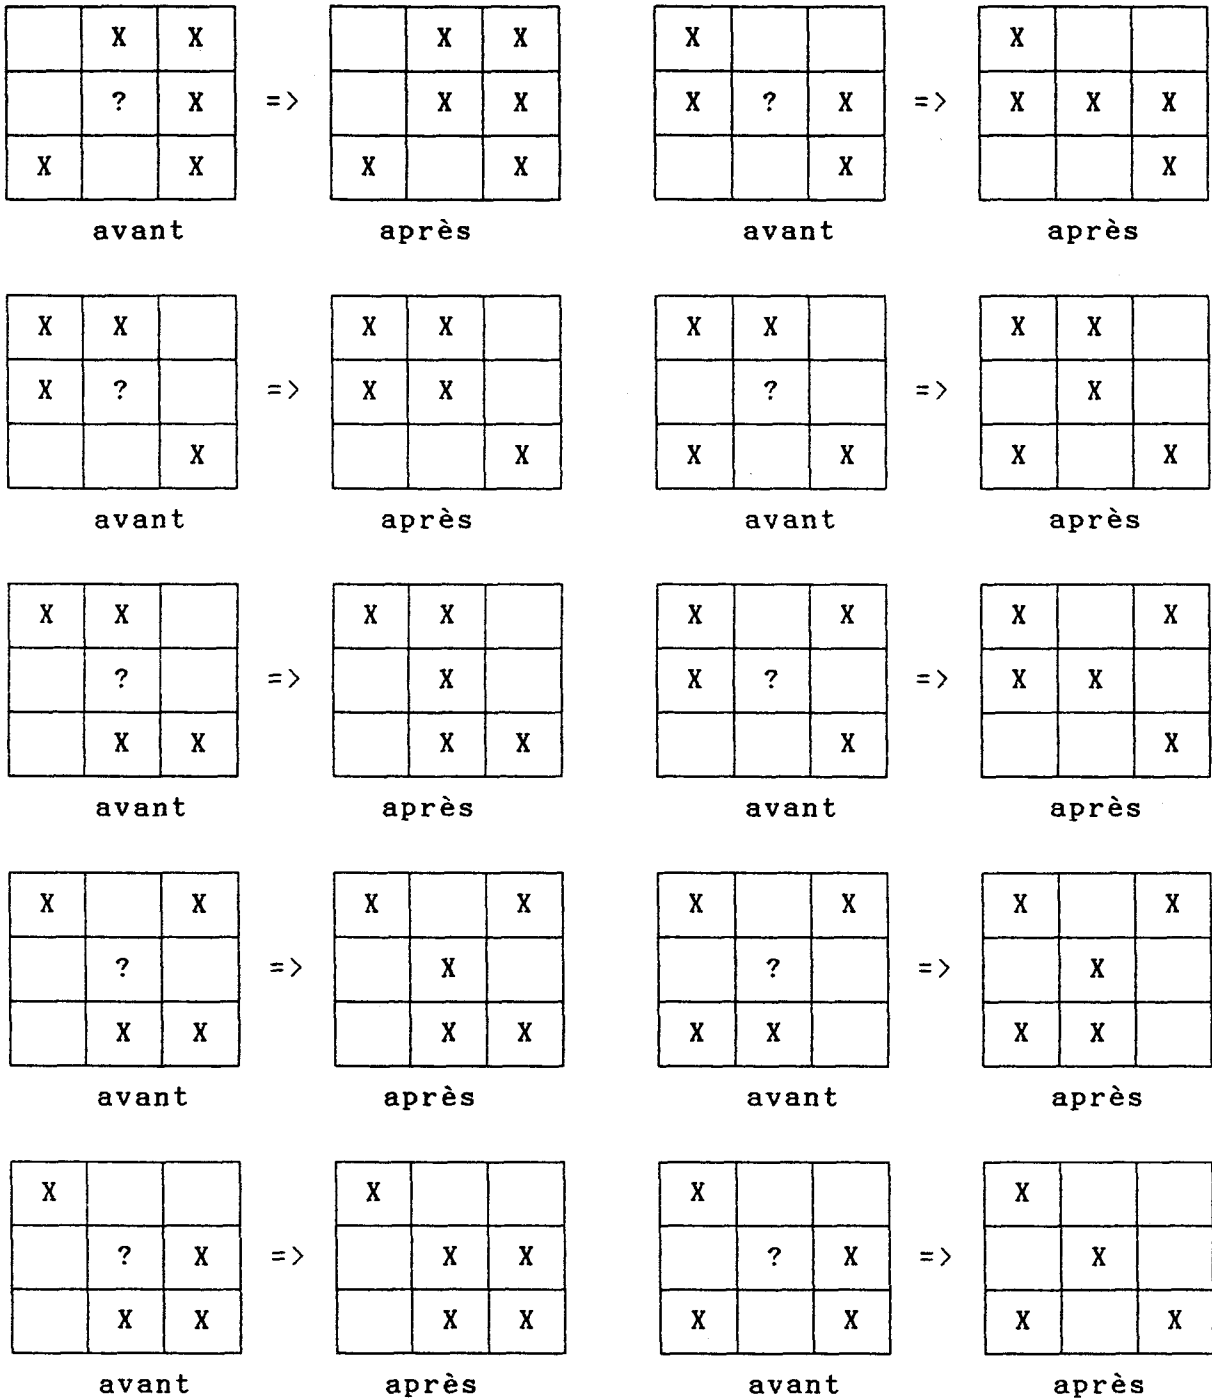 X X X X X X
? X => X X X ? X => X X X
X X X X X X
avant après avant après
X X X X X X X X
X ? => X X ? => X
X X X X X X
avant après avant après
X X X X X X X X
? => X X ? => X X
X X X X X X
avant après avant après
X X X X X X X X
? => X ? => X
X X X X X X X X
avant après avant après
X X X X
? X => X X ? X => X
X X X X X X X X
avant après avant après